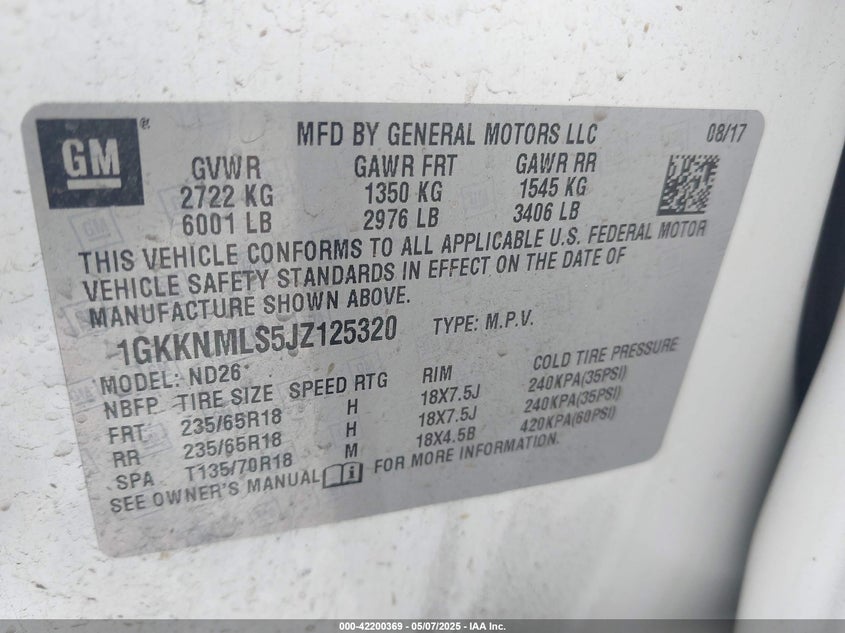 GM ®
MFD BY GENERAL MOTORS LLC 08/17
GVWR GAWR FRT GAWR RR
2722 KG 1350 KG 1545 KG
6001 LB 2976 LB 3406 LB
THIS VEHICLE CONFORMS TO ALL APPLICABLE U.S. FEDERAL MOTOR
VEHICLE SAFETY STANDARDS IN EFFECT ON THE DATE OF
MANUFACTURE SHOWN ABOVE.
1GKKNMLS5JZ125320 TYPE: M.P.V.
MODEL: ND26
NBFP TIRE SIZE SPEED RTG RIM COLD TIRE PRESSURE
FRT 235/65R18 H 18X7.5J 240KPA(35PSI)
RR 235/65R18 H 18X7.5J 240KPA(35PSI)
SPA T135/70R18 M 18X4.5B 420KPA(60PSI)
SEE OWNER'S MANUAL FOR MORE INFORMATION.
000-42200369 - 05/07/2025 - IAA Inc.